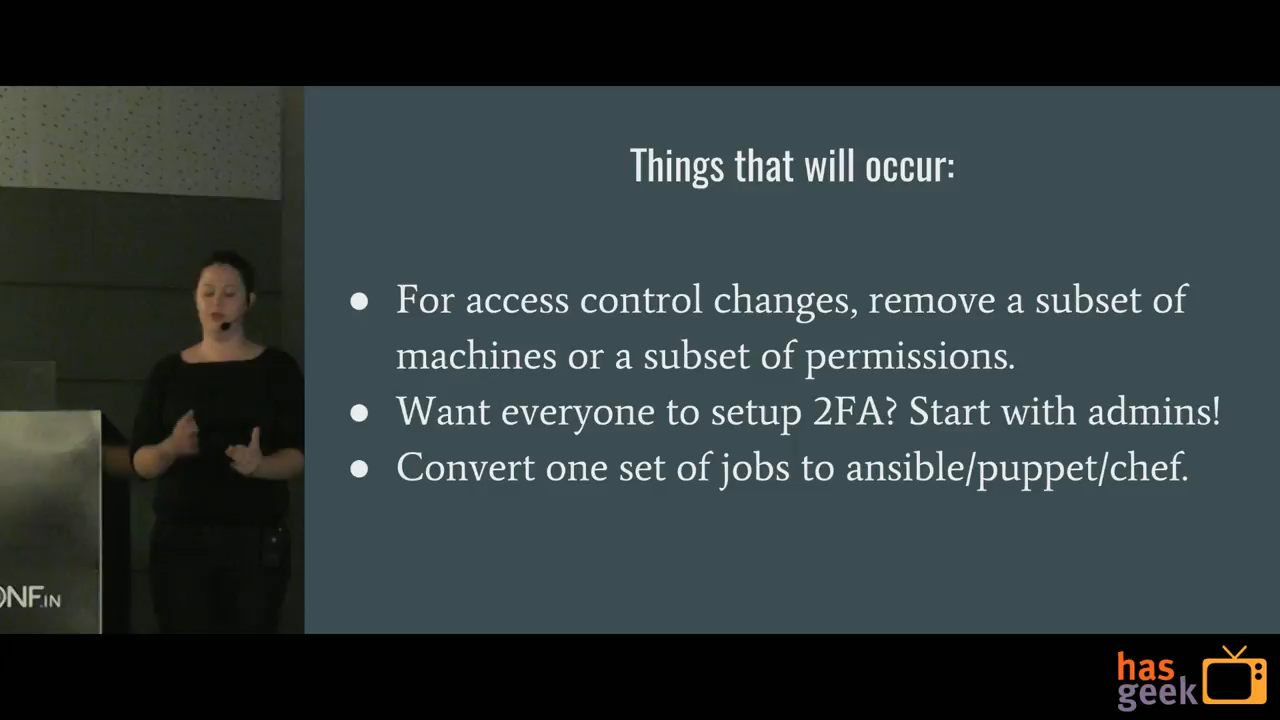 Things that will occur:
● For access control changes, remove a subset of
machines or a subset of permissions.
● Want everyone to setup 2FA? Start with admins!
● Convert one set of jobs to ansible/puppet/chef.
ONF.IN
has
geek